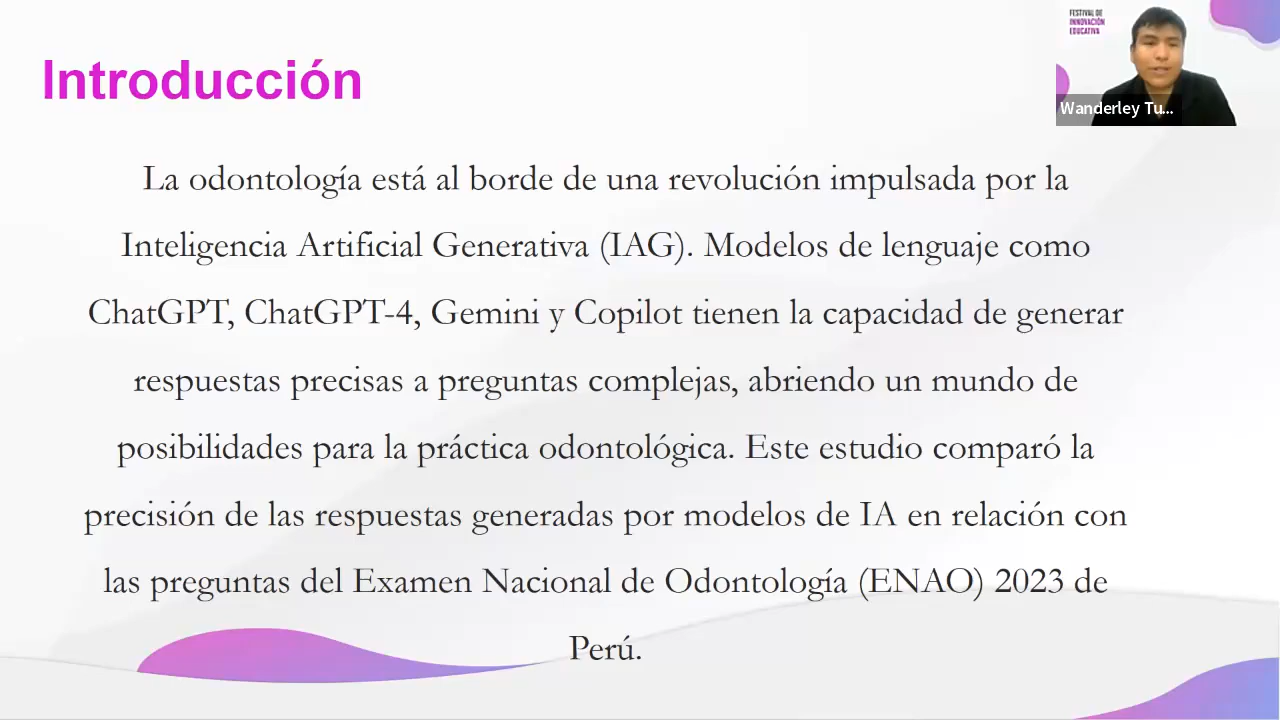 Introducción
FESTIVAL DE
INNOVACIÓN
EDUCATIVA
Wanderley Tu...
La odontología está al borde de una revolución impulsada por la
Inteligencia Artificial Generativa (IAG). Modelos de lenguaje como
ChatGPT, ChatGPT-4, Gemini y Copilot tienen la capacidad de generar
respuestas precisas a preguntas complejas, abriendo un mundo de
posibilidades para la práctica odontológica. Este estudio comparó la
precisión de las respuestas generadas por modelos de IA en relación con
las preguntas del Examen Nacional de Odontología (ENAO) 2023 de
Perú.